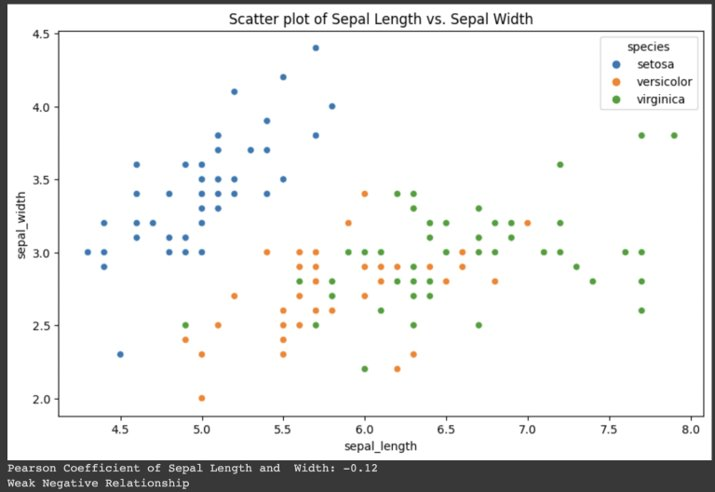 Scatter plot of Sepal Length vs. Sepal Width
4.5
4.0
3.5
3.0
2.5
2.0
sepal_width
species
setosa
versicolor
virginica
4.5 5.0 5.5 6.0 6.5 7.0 7.5 8.0
sepal_length
Pearson Coefficient of Sepal Length and  Width: -0.12
Weak Negative Relationship